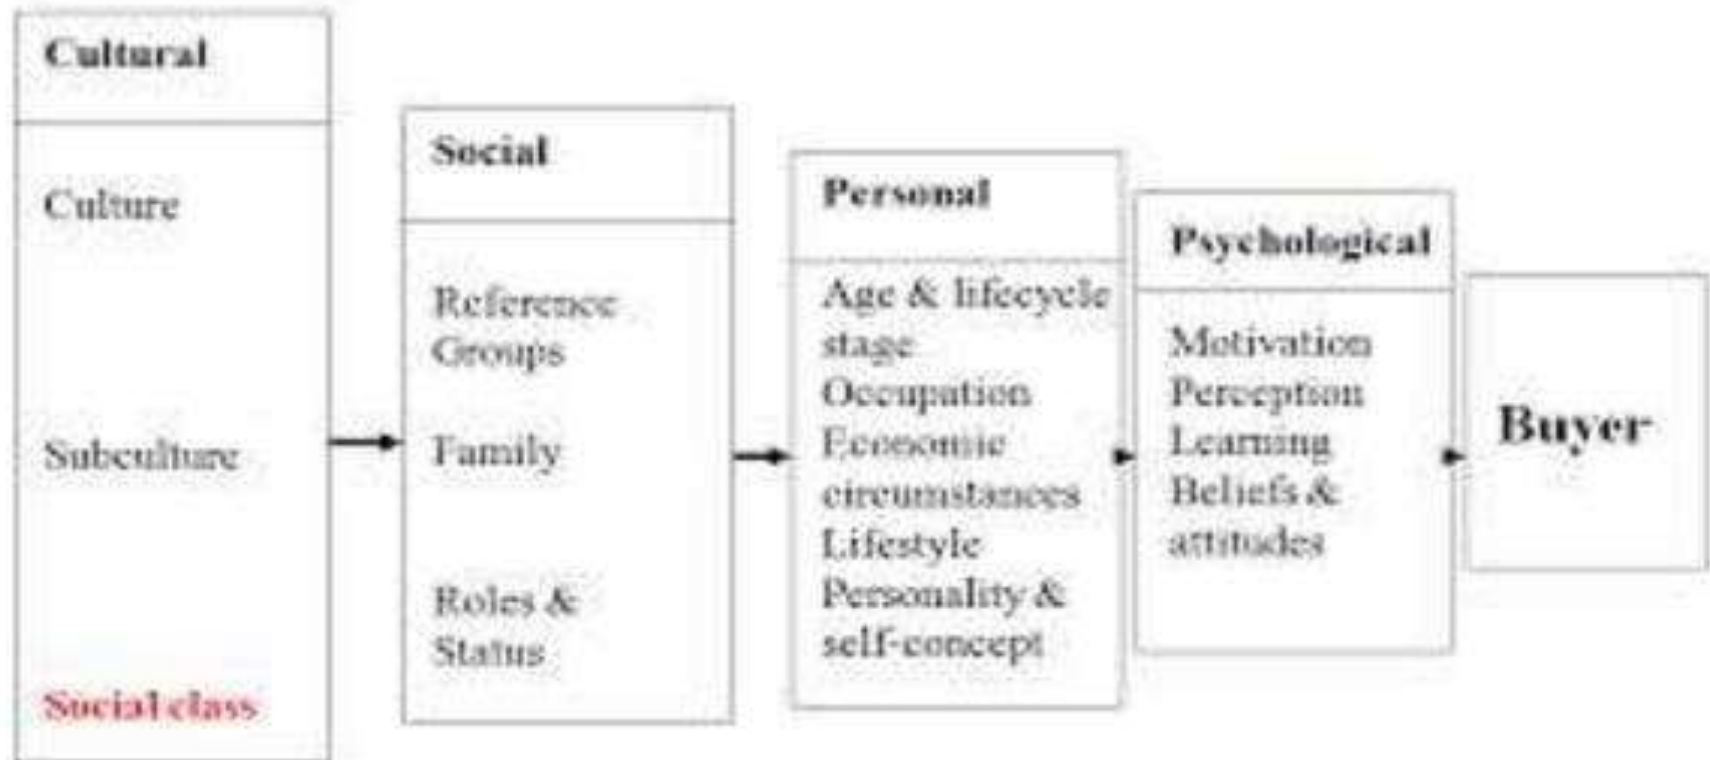 Cultural
Culture
Subculture
Social class
Social
Reference
Groups
Family
Roles &
Status
Personal
Age & lifecycle
stage
Occupation
Economic
circumstances
Lifestyle
Personality &
self-concept
Psychological
Motivation
Perception
Learning
Beliefs &
attitudes
Buyer